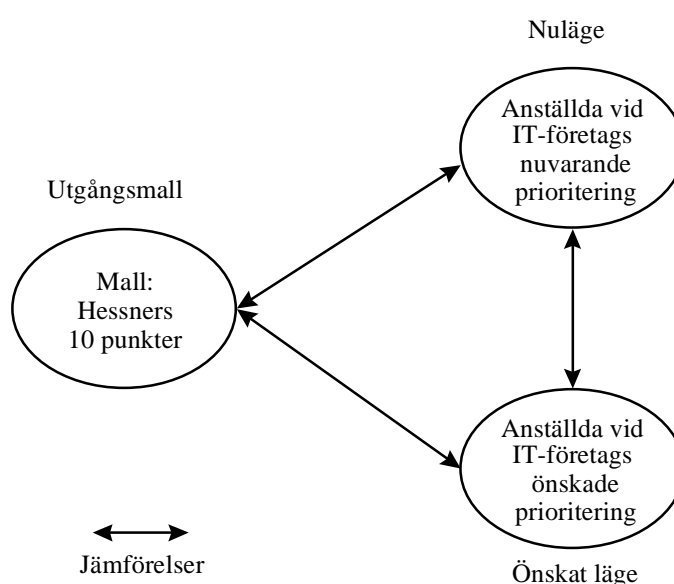 Nuläge
Anställda vid
IT-företags
nuvarande
prioritering
Utgångsmall
Mall:
Hessners
10 punkter
Anställda vid
IT-företags
önskade
prioritering
Jämförelser
Önskat läge